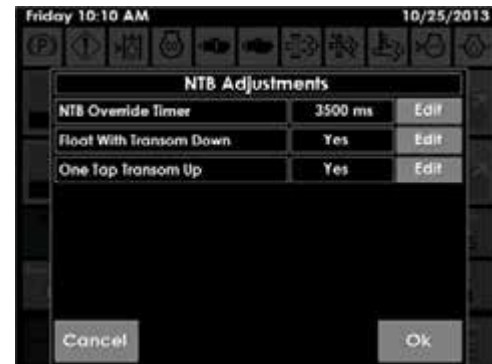 Friday 10:10 AM 10/25/2013
NTB Adjustments
NTB Override Timer 3500 ms Edit
Float With Transom Down Yes Edit
One Tap Transom Up Yes Edit
Cancel Ok